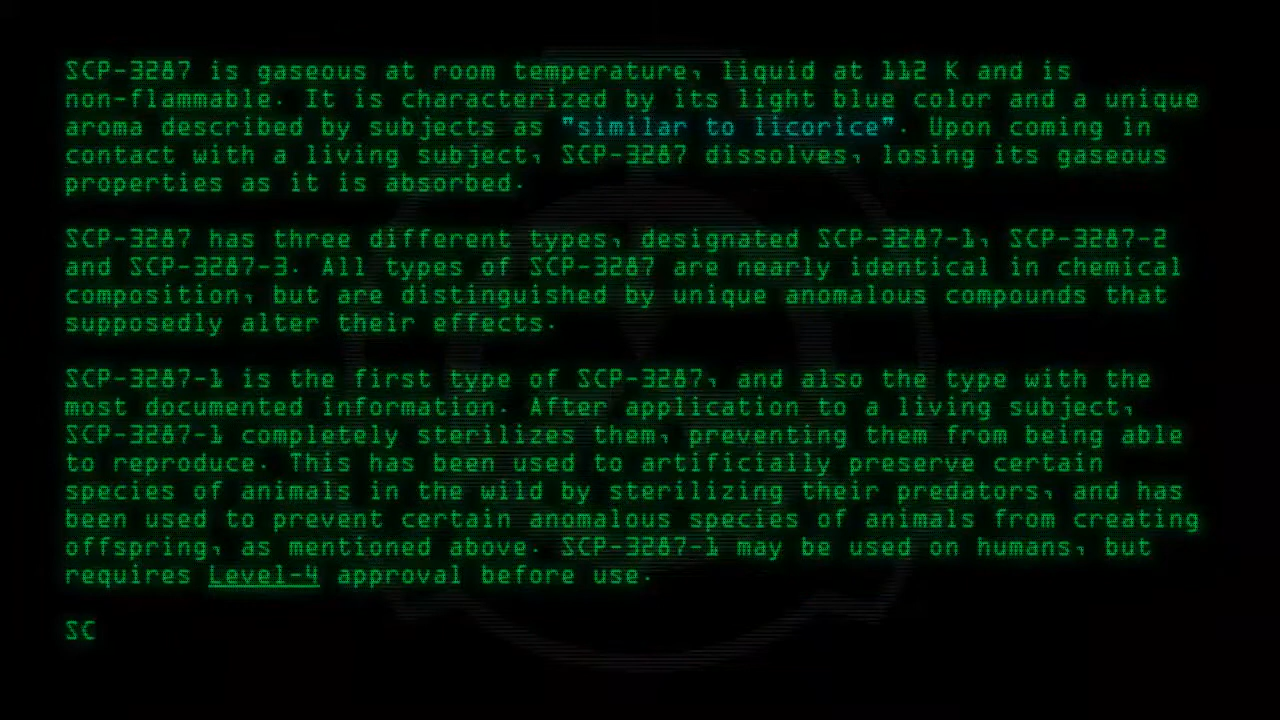 SCP-3287 is gaseous at room temperature, liquid at 112 K and is
non-flammable. It is characterized by its light blue color and a unique
aroma described by subjects as "similar to licorice". Upon coming in
contact with a living subject, SCP-3287 dissolves, losing its gaseous
properties as it is absorbed.
SCP-3287 has three different types, designated SCP-3287-1, SCP-3287-2
and SCP-3287-3. All types of SCP-3287 are nearly identical in chemical
composition, but are distinguished by unique anomalous compounds that
supposedly alter their effects.
SCP-3287-1 is the first type of SCP-3287, and also the type with the
most documented information. After application to a living subject,
SCP-3287-1 completely sterilizes them, preventing them from being able
to reproduce. This has been used to artificially preserve certain
species of animals in the wild by sterilizing their predators, and has
been used to prevent certain anomalous species of animals from creating
offspring, as mentioned above. SCP-3287-1 may be used on humans, but
requires Level-4 approval before use.
SC